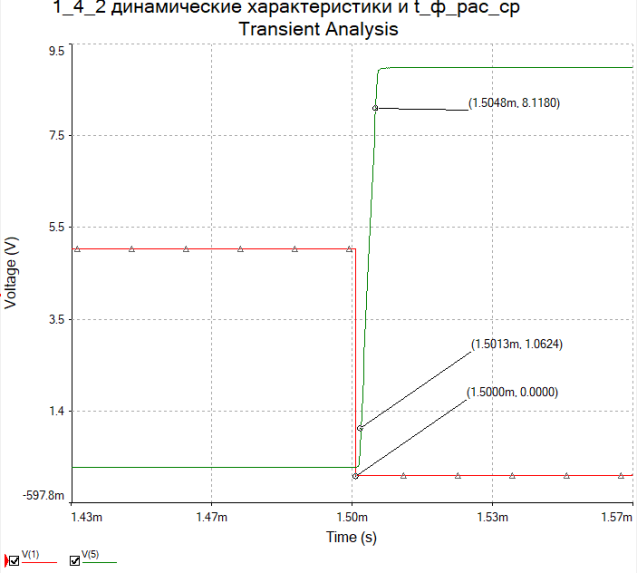 1_4_2 динамические характеристики и t_ф_рас_ср
Transient Analysis
9.5
7.5
5.5
3.5
1.4
-597.8m
Voltage (V)
(1.5048m, 8.1180)
(1.5013m, 1.0624)
(1.5000m, 0.0000)
1.43m
1.47m
1.50m
1.53m
1.57m
Time (s)
V(1)
V(5)